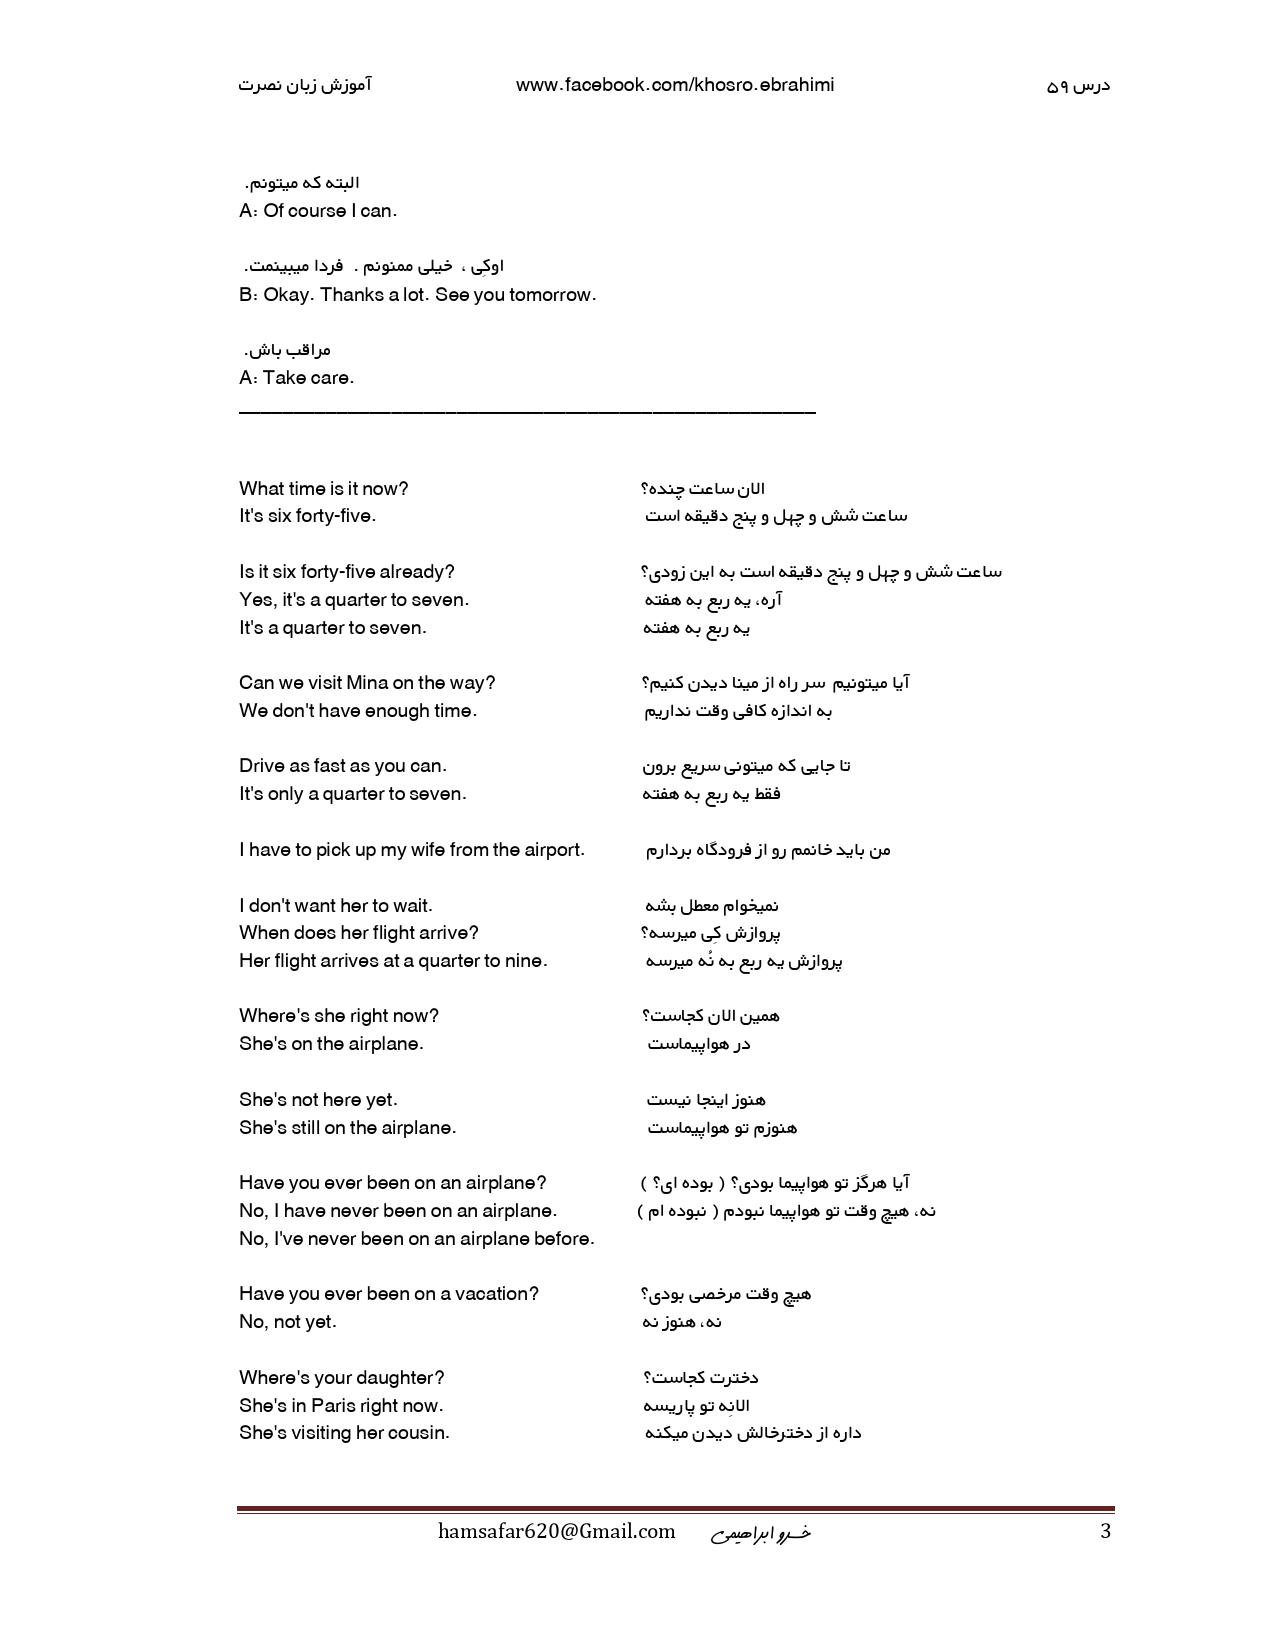 آموزش زبان نصرت www.facebook.com/khosro.ebrahimi درس ۵۹
البته که میتونم.
A: Of course I can.
اوکِی ، خیلی ممنونم . فردا میبینمت.
B: Okay. Thanks a lot. See you tomorrow.
مراقب باش.
A: Take care.
What time is it now? الان ساعت چنده؟
It's six forty-five. ساعت شش و چهل و پنج دقیقه است
Is it six forty-five already? ساعت شش و چهل و پنج دقیقه است به این زودی؟
Yes, it's a quarter to seven. آره، یه ربع به هفته
It's a quarter to seven. یه ربع به هفته
Can we visit Mina on the way? آیا میتونیم سر راه از مینا دیدن کنیم؟
We don't have enough time. به اندازه کافی وقت نداریم
Drive as fast as you can. تا جایی که میتونی سریع برون
It's only a quarter to seven. فقط یه ربع به هفته
I have to pick up my wife from the airport. من باید خانمم رو از فرودگاه بردارم
I don't want her to wait. نمیخوام معطل بشه
When does her flight arrive? پروازش کِی میرسه؟
Her flight arrives at a quarter to nine. پروازش یه ربع به نُه میرسه
Where's she right now? همین الان کجاست؟
She's on the airplane. در هواپیماست
She's not here yet. هنوز اینجا نیست
She's still on the airplane. هنوزم تو هواپیماست
Have you ever been on an airplane? آیا هرگز تو هواپیما بودی؟ ( بوده ای؟ )
No, I have never been on an airplane. نه، هیچ وقت تو هواپیما نبودم ( نبوده ام )
No, I've never been on an airplane before.
Have you ever been on a vacation? هیچ وقت مرخصی بودی؟
No, not yet. نه، هنوز نه
Where's your daughter? دخترت کجاست؟
She's in Paris right now. الانِه تو پاریسه
She's visiting her cousin. داره از دخترخالش دیدن میکنه
hamsafar620@Gmail.com خسرو ابراهیمی 3